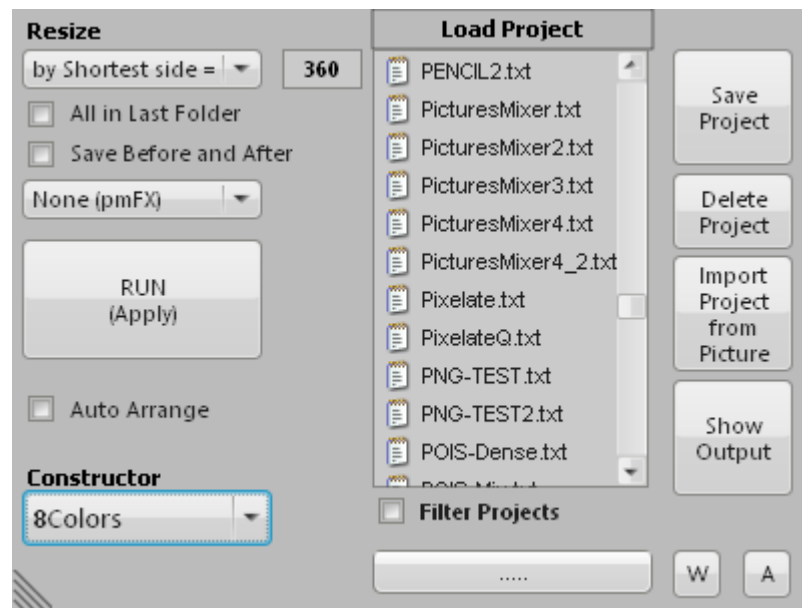 Resize
by Shortest side =
360
All in Last Folder
Save Before and After
None (pmFX)
RUN
(Apply)
Auto Arrange
Constructor
8Colors
Load Project
PENCIL2.txt
PicturesMixer.txt
PicturesMixer2.txt
PicturesMixer3.txt
PicturesMixer4.txt
PicturesMixer4_2.txt
Pixelate.txt
PixelateQ.txt
PNG-TEST.txt
PNG-TEST2.txt
POIS-Dense.txt
Filter Projects
.....
Save
Project
Delete
Project
Import
Project
from
Picture
Show
Output
W
A